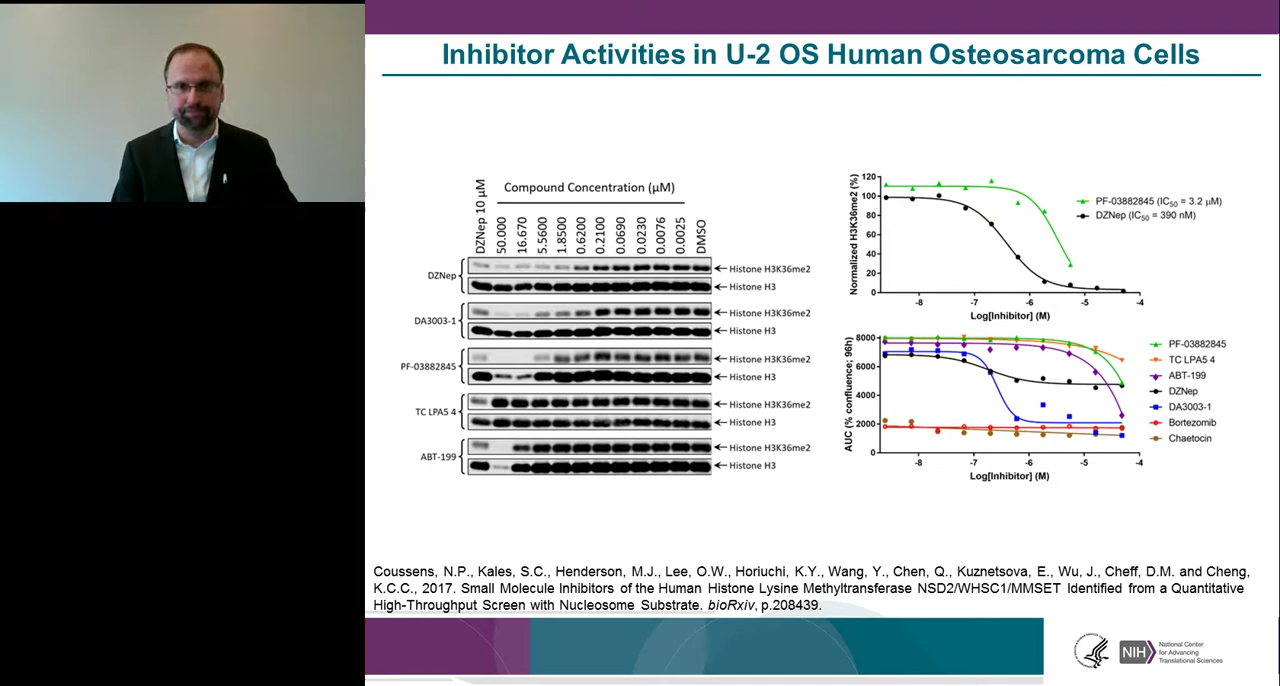 Inhibitor Activities in U-2 OS Human Osteosarcoma Cells
DZNep 10 µM
Compound Concentration (µM)
50.000
16.670
5.5600
1.8500
0.6200
0.2100
0.0690
0.0230
0.0076
0.0025
DMSO
DZNep
Histone H3K36me2
Histone H3
DA3003-1
Histone H3K36me2
Histone H3
PF-03882845
Histone H3K36me2
Histone H3
TC LPA5 4
Histone H3K36me2
Histone H3
ABT-199
Histone H3K36me2
Histone H3
Normalized H3K36me2 (%)
120
100
80
60
40
20
0
-8
-7
-6
-5
-4
Log[Inhibitor] (M)
PF-03882845 (IC50 = 3.2 µM)
DZNep (IC50 = 390 nM)
AUC (% confluence; 96h)
8000
6000
4000
2000
0
-8
-7
-6
-5
-4
Log[Inhibitor] (M)
PF-03882845
TC LPA5 4
ABT-199
DZNep
DA3003-1
Bortezomib
Chaetocin
Coussens, N.P., Kales, S.C., Henderson, M.J., Lee, O.W., Horiuchi, K.Y., Wang, Y., Chen, Q., Kuznetsova, E., Wu, J., Cheff, D.M. and Cheng,
K.C.C., 2017. Small Molecule Inhibitors of the Human Histone Lysine Methyltransferase NSD2/WHSC1/MMSET Identified from a Quantitative
High-Throughput Screen with Nucleosome Substrate. bioRxiv, p.208439.
NIH
National Center
for Advancing
Translational Sciences